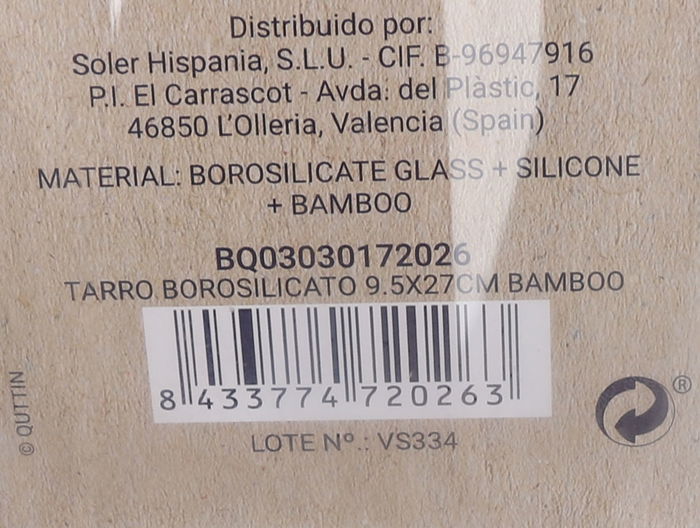 Distribuido por:
Soler Hispania, S.L.U. - CIF. B-96947916
P.I. El Carrascot - Avda: del Plàstic, 17
46850 L'Olleria, Valencia (Spain)
MATERIAL: BOROSILICATE GLASS + SILICONE
+ BAMBOO
BQ03030172026
TARRO BOROSILICATO 9.5X27CM BAMBOO
8 433774 720263
© QUTTIN
®
LOTE Nº.: VS334